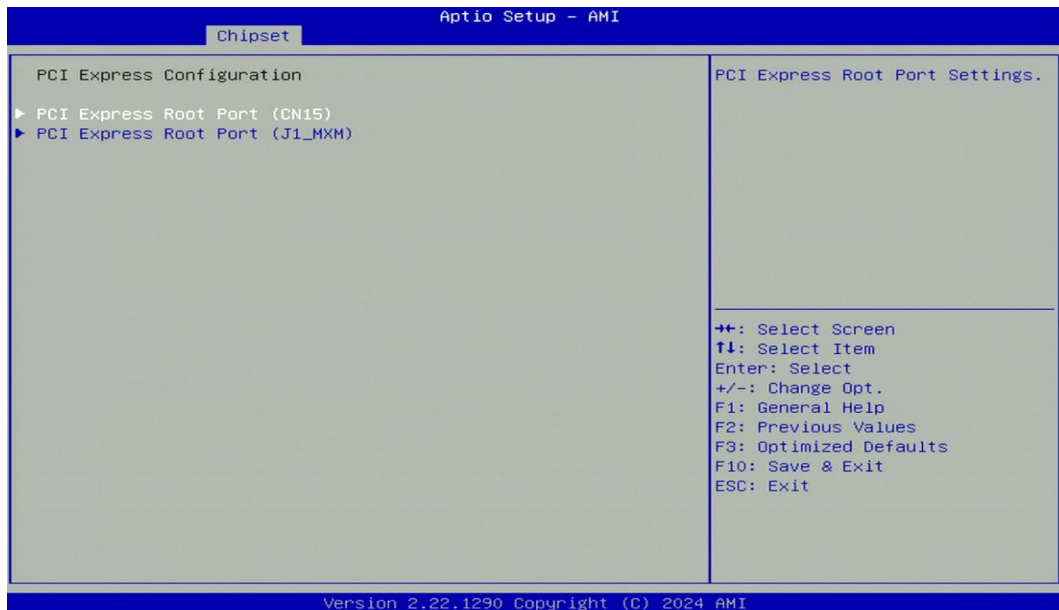 Aptio Setup – AMI
Chipset
PCI Express Configuration
▶ PCI Express Root Port (CN15)
▶ PCI Express Root Port (J1_MXM)
PCI Express Root Port Settings.
→←: Select Screen
↑↓: Select Item
Enter: Select
+/-: Change Opt.
F1: General Help
F2: Previous Values
F3: Optimized Defaults
F10: Save & Exit
ESC: Exit
Version 2.22.1290 Copyright (C) 2024 AMI